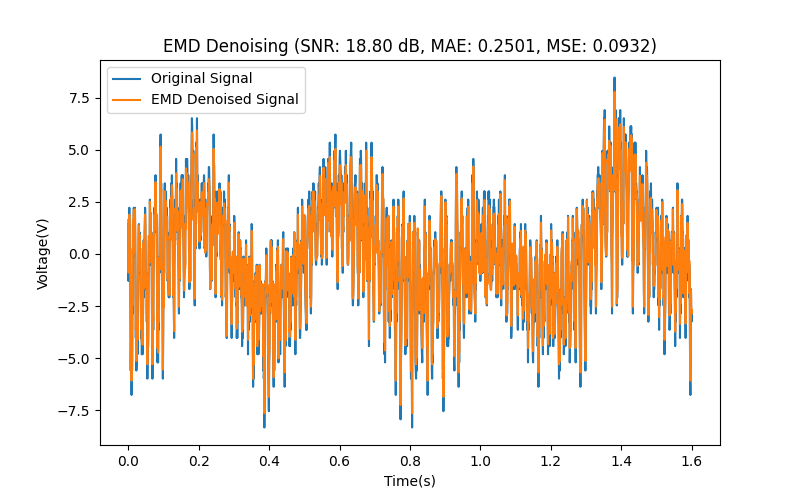 EMD Denoising (SNR: 18.80 dB, MAE: 0.2501, MSE: 0.0932)
Original Signal
EMD Denoised Signal
7.5
5.0
2.5
0.0
−2.5
−5.0
−7.5
Voltage(V)
0.0 0.2 0.4 0.6 0.8 1.0 1.2 1.4 1.6
Time(s)